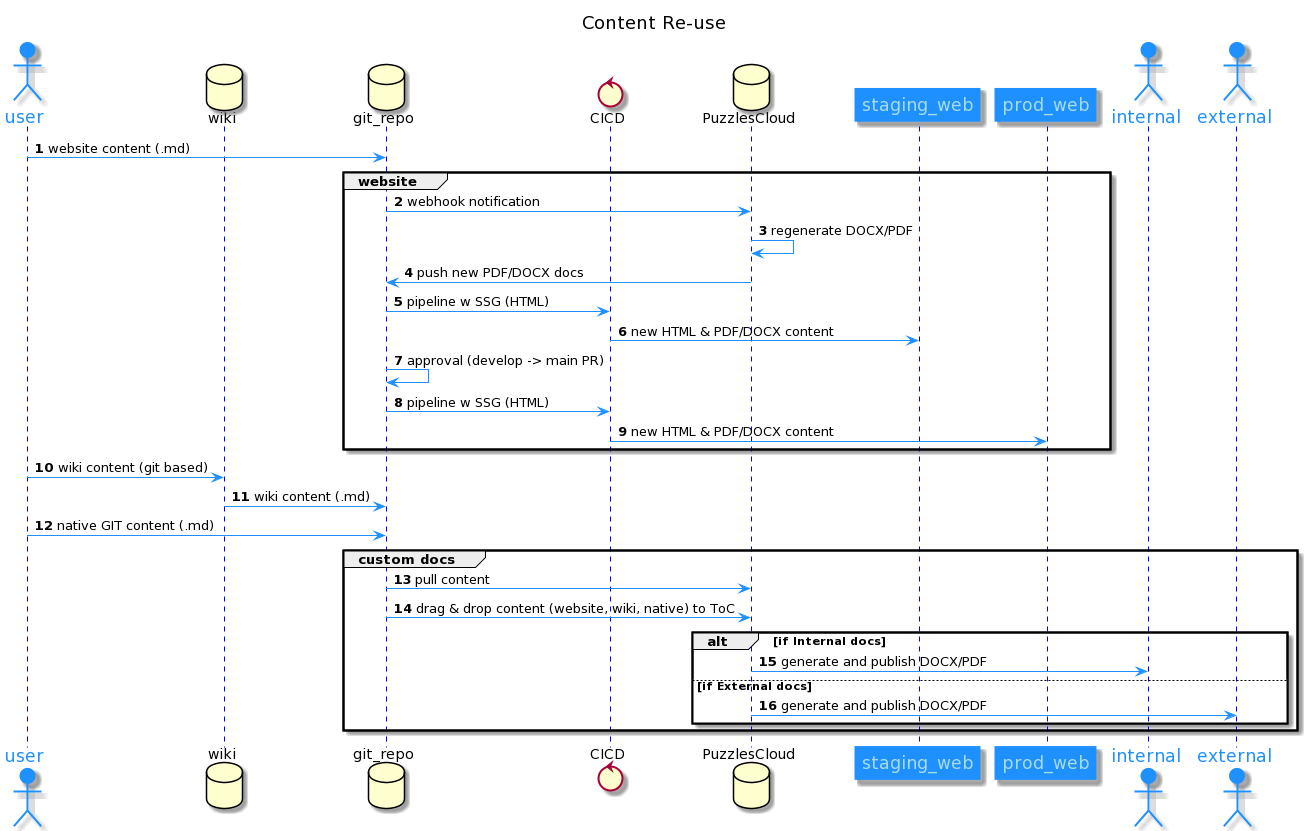 Content Re-use
user
wiki
git_repo
CICD
PuzzlesCloud
staging_web
prod_web
internal
external
1 website content (.md)
website
2 webhook notification
3 regenerate DOCX/PDF
4 push new PDF/DOCX docs
5 pipeline w SSG (HTML)
6 new HTML & PDF/DOCX content
7 approval (develop -> main PR)
8 pipeline w SSG (HTML)
9 new HTML & PDF/DOCX content
10 wiki content (git based)
11 wiki content (.md)
12 native GIT content (.md)
custom docs
13 pull content
14 drag & drop content (website, wiki, native) to ToC
alt [if Internal docs]
15 generate and publish DOCX/PDF
[if External docs]
16 generate and publish DOCX/PDF
user
wiki
git_repo
CICD
PuzzlesCloud
staging_web
prod_web
internal
external